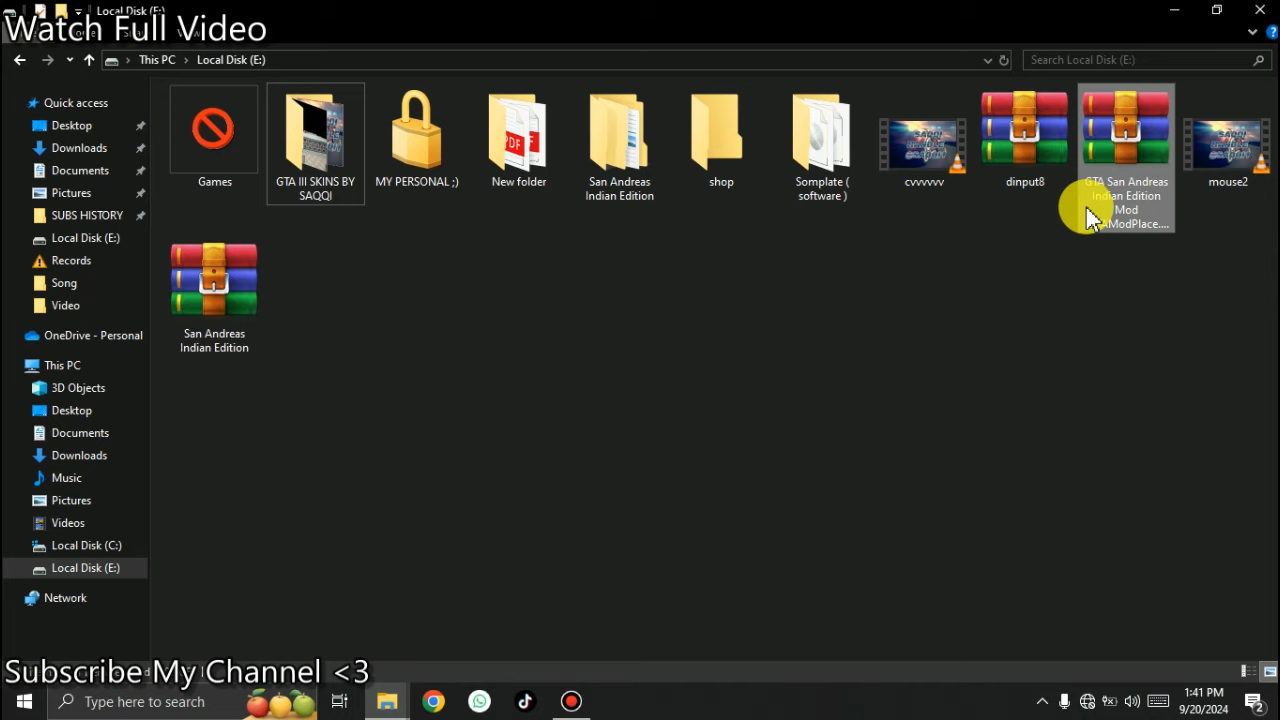 Local Disk (E:)
Watch Full Video
This PC > Local Disk (E:)
Search Local Disk (E:)
Quick access
Desktop
Downloads
Documents
Pictures
SUBS HISTORY
Local Disk (E:)
Records
Song
Video
OneDrive - Personal
This PC
3D Objects
Desktop
Documents
Downloads
Music
Pictures
Videos
Local Disk (C:)
Local Disk (E:)
Network
Games
GTA III SKINS BY
SAQQI
MY PERSONAL ;)
New folder
San Andreas
Indian Edition
shop
Somplate (
software )
cvvvvvv
dinput8
GTA San Andreas
Indian Edition
Mod
ModPlace....
mouse2
San Andreas
Indian Edition
Subscribe My Channel <3
Type here to search
1:41 PM
9/20/2024
2